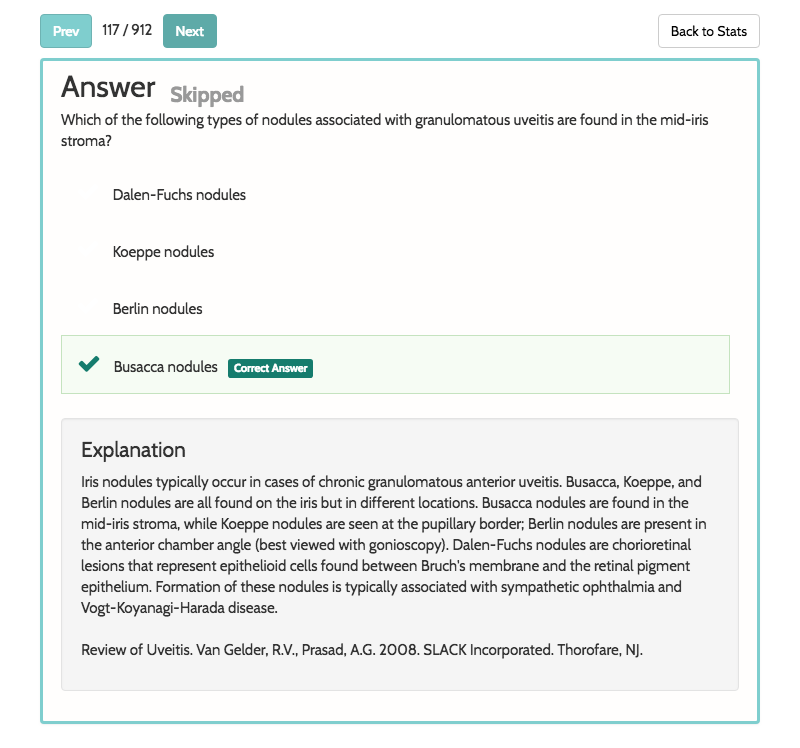 Prev 117 / 912 Next Back to Stats
Answer Skipped
Which of the following types of nodules associated with granulomatous uveitis are found in the mid-iris
stroma?
Dalen-Fuchs nodules
Koeppe nodules
Berlin nodules
Busacca nodules Correct Answer
Explanation
Iris nodules typically occur in cases of chronic granulomatous anterior uveitis. Busacca, Koeppe, and
Berlin nodules are all found on the iris but in different locations. Busacca nodules are found in the
mid-iris stroma, while Koeppe nodules are seen at the pupillary border; Berlin nodules are present in
the anterior chamber angle (best viewed with gonioscopy). Dalen-Fuchs nodules are chorioretinal
lesions that represent epithelioid cells found between Bruch's membrane and the retinal pigment
epithelium. Formation of these nodules is typically associated with sympathetic ophthalmia and
Vogt-Koyanagi-Harada disease.
Review of Uveitis. Van Gelder, R.V., Prasad, A.G. 2008. SLACK Incorporated. Thorofare, NJ.